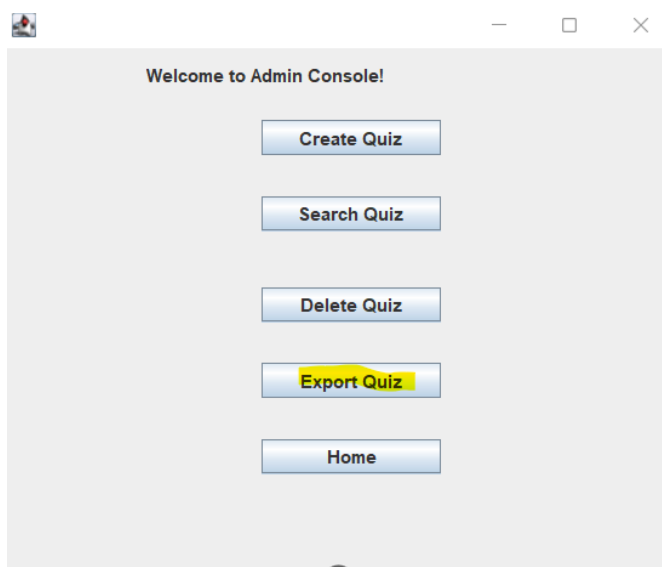 Welcome to Admin Console!
Create Quiz
Search Quiz
Delete Quiz
Export Quiz
Home